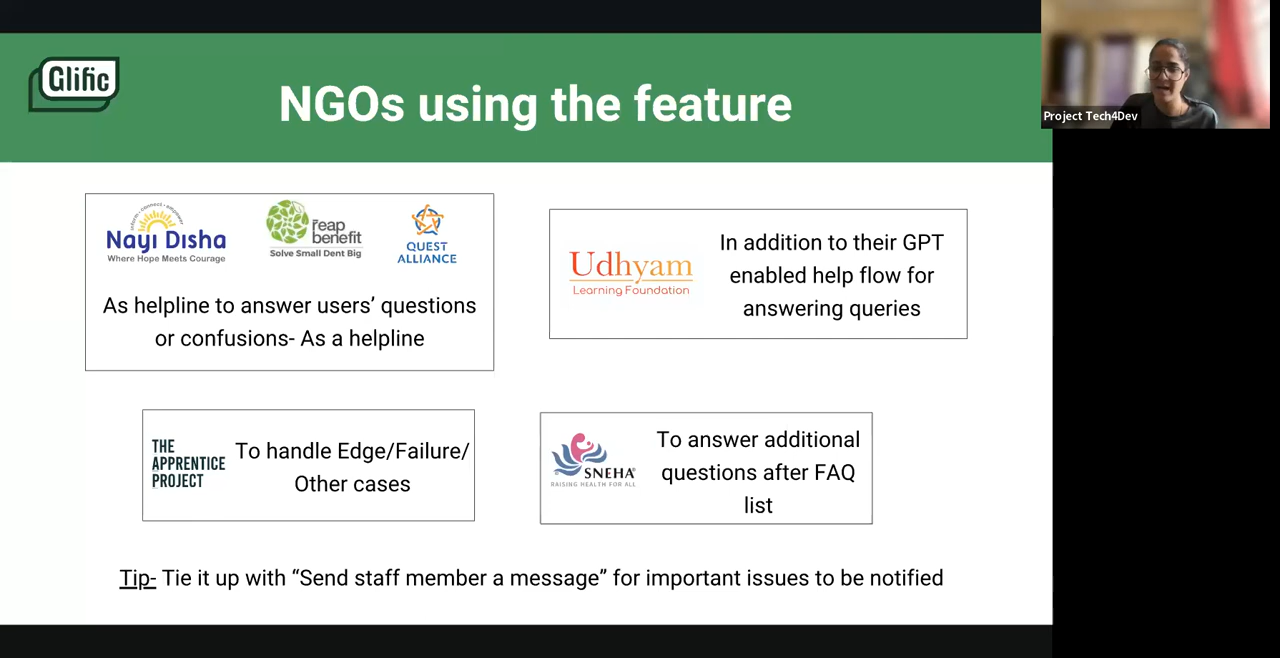 Glific
NGOs using the feature
Project Tech4Dev
inform • connect • empower
Nayi Disha
Where Hope Meets Courage
reap
benefit
Solve Small Dent Big
QUEST
ALLIANCE
As helpline to answer users’ questions
or confusions- As a helpline
Udhyam
Learning Foundation
In addition to their GPT
enabled help flow for
answering queries
THE
APPRENTICE
PROJECT
To handle Edge/Failure/
Other cases
SNEHA
RAISING HEALTH FOR ALL
To answer additional
questions after FAQ
list
Tip- Tie it up with “Send staff member a message” for important issues to be notified